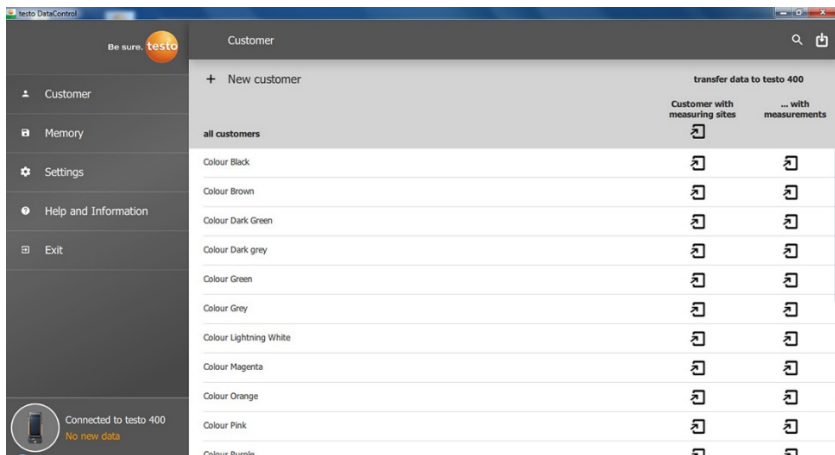 testo DataControl
Be sure. testo
Customer
Memory
Settings
Help and Information
Exit
Connected to testo 400
No new data
Customer
+ New customer
transfer data to testo 400
Customer with
measuring sites
... with
measurements
all customers
Colour Black
Colour Brown
Colour Dark Green
Colour Dark grey
Colour Green
Colour Grey
Colour Lightning White
Colour Magenta
Colour Orange
Colour Pink
Colour Purple